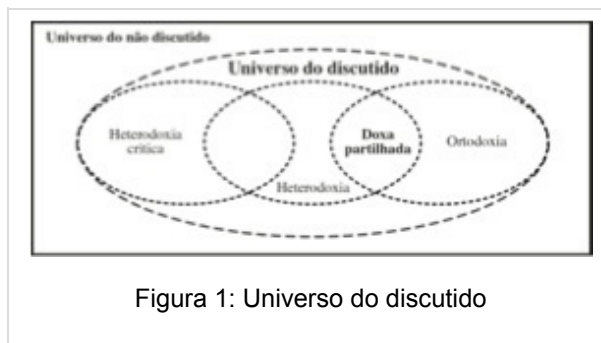 Universo do não discutido
Universo do discutido
Heterodoxia
crítica
Doxa
partilhada
Ortodoxia
Heterodoxia
Figura 1: Universo do discutido